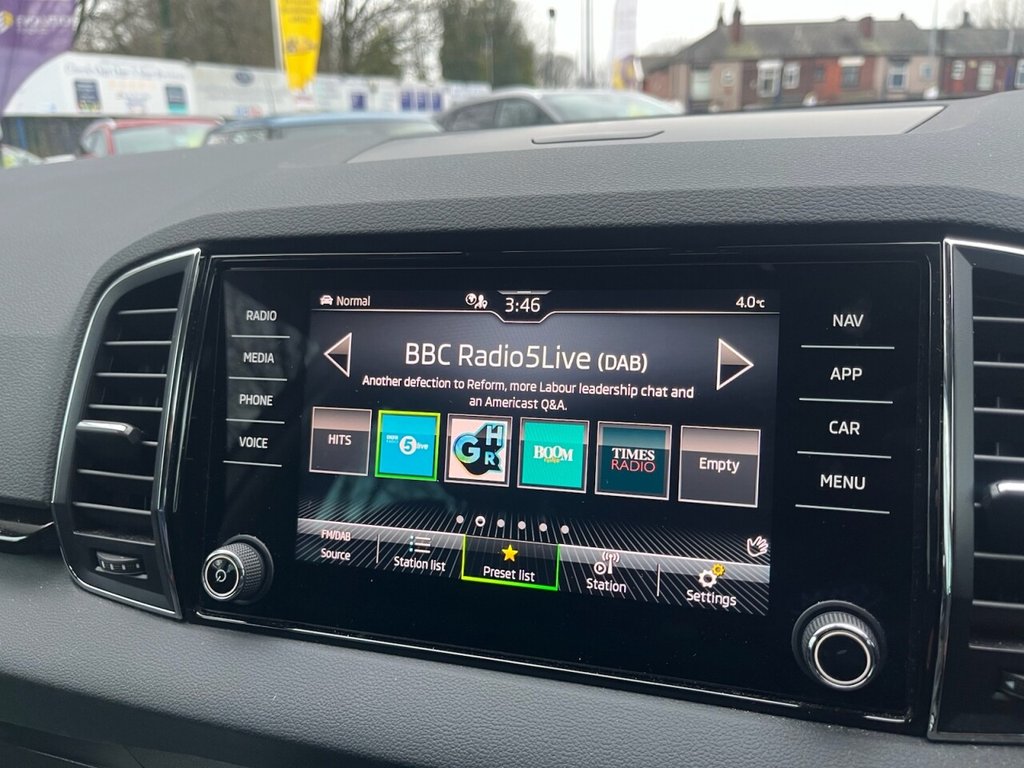 RADIO
MEDIA
PHONE
VOICE
Normal
3:46
4.0°C
BBC Radio5Live (DAB)
Another defection to Reform, more Labour leadership chat and
an Americast Q&A.
HITS
5 live
GHR
BOOM
TIMES
RADIO
Empty
FM/DAB
Source
Station list
Preset list
Station
Settings
NAV
APP
CAR
MENU